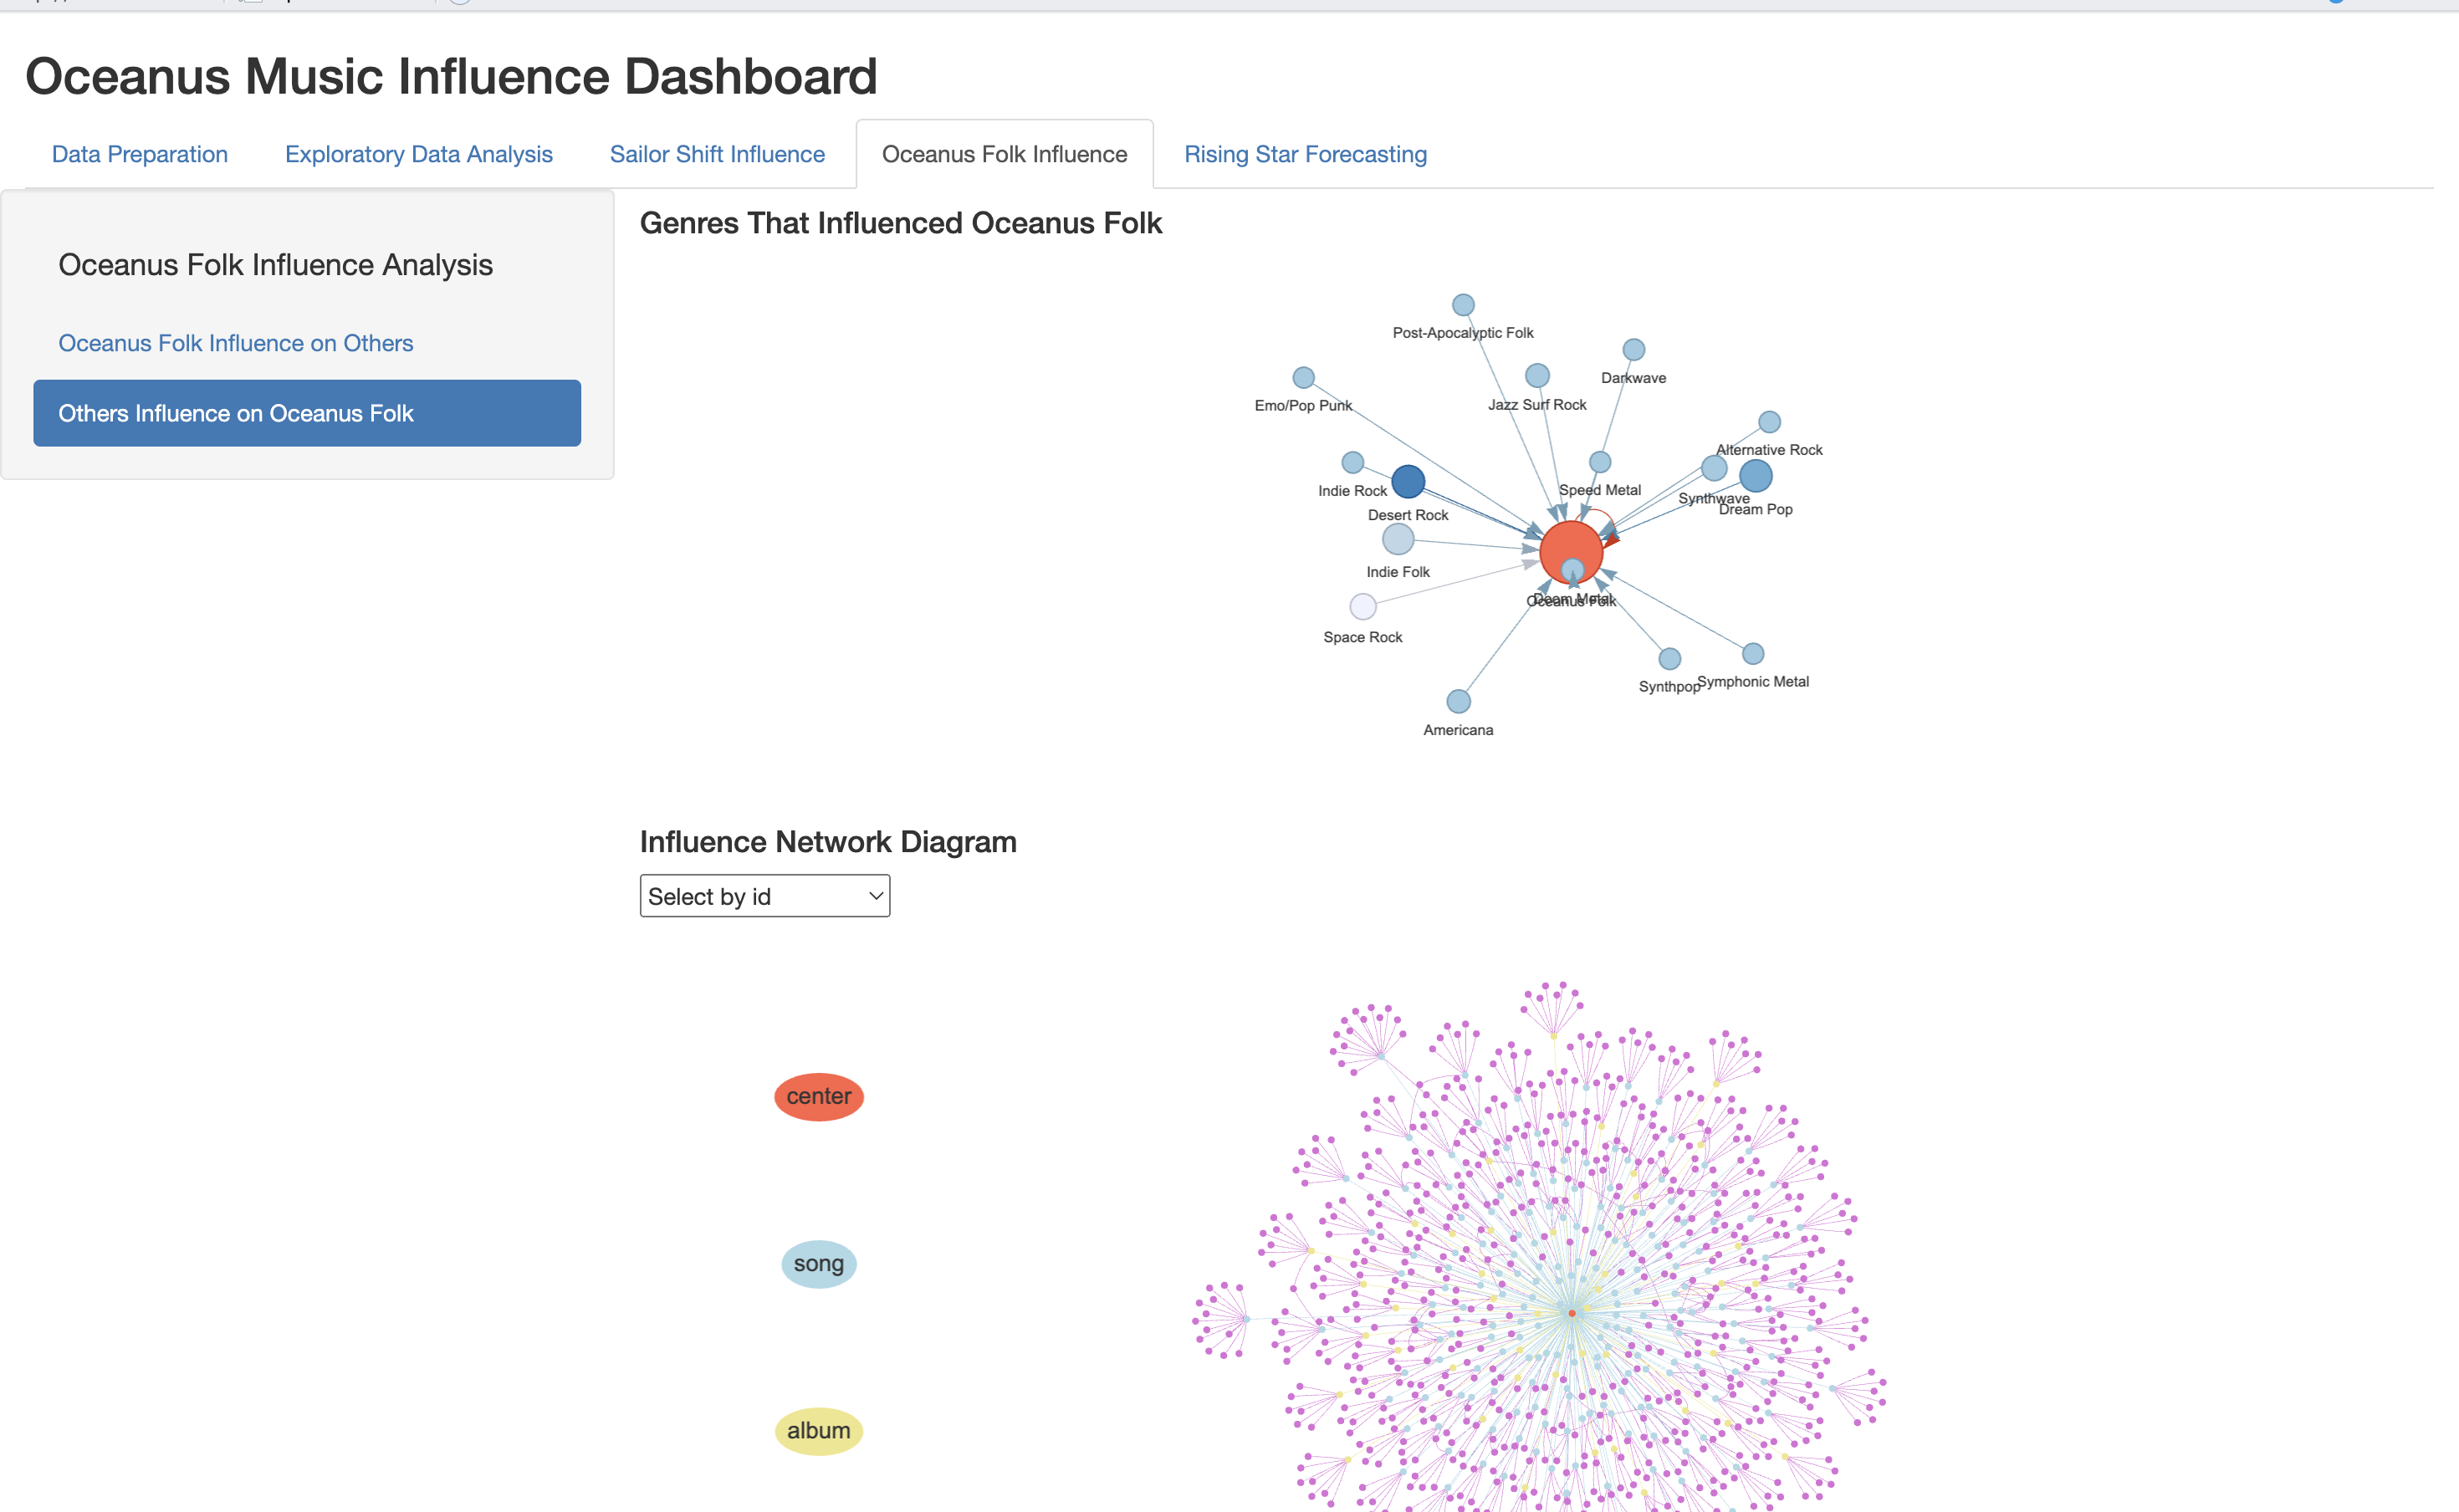 Oceanus Music Influence Dashboard
Data Preparation
Exploratory Data Analysis
Sailor Shift Influence
Oceanus Folk Influence
Rising Star Forecasting
Oceanus Folk Influence Analysis
Oceanus Folk Influence on Others
Others Influence on Oceanus Folk
Genres That Influenced Oceanus Folk
Post-Apocalyptic Folk
Darkwave
Emo/Pop Punk
Jazz Surf Rock
Alternative Rock
Indie Rock
Speed Metal
Synthwave
Dream Pop
Desert Rock
Indie Folk
Doom Metal
Oceanus Folk
Space Rock
Synthpop
Symphonic Metal
Americana
Influence Network Diagram
Select by id
center
song
album